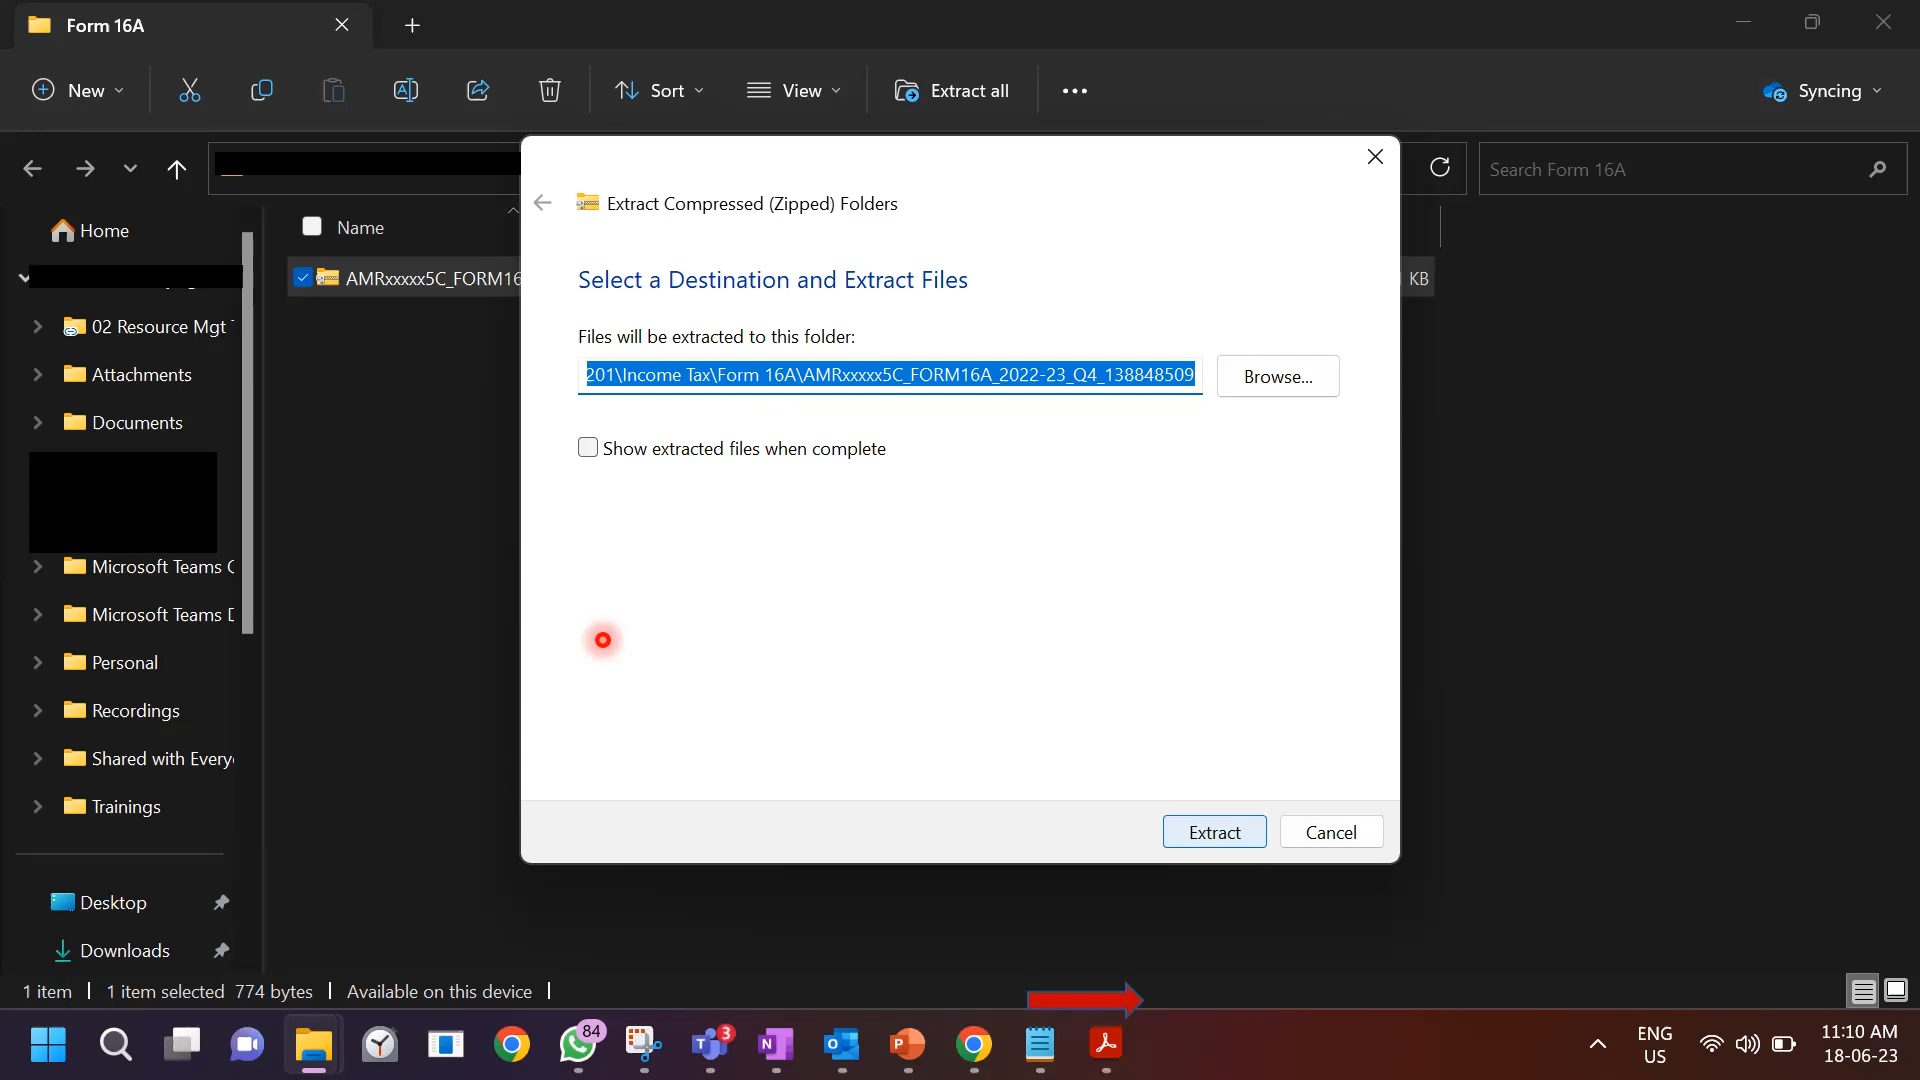 Form 16A
New
Sort
View
Extract all
Syncing
Search Form 16A
Extract Compressed (Zipped) Folders
Home
Name
AMRxxxxx5C_FORM16
KB
Select a Destination and Extract Files
02 Resource Mgt
Files will be extracted to this folder:
Attachments
201\Income Tax\Form 16A\AMRxxxxx5C_FORM16A_2022-23_Q4_138848509
Browse...
Documents
Show extracted files when complete
Microsoft Teams C
Microsoft Teams D
Personal
Recordings
Shared with Every
Trainings
Extract
Cancel
Desktop
Downloads
1 item
1 item selected 774 bytes
Available on this device
84
3
ENG
US
11:10 AM
18-06-23